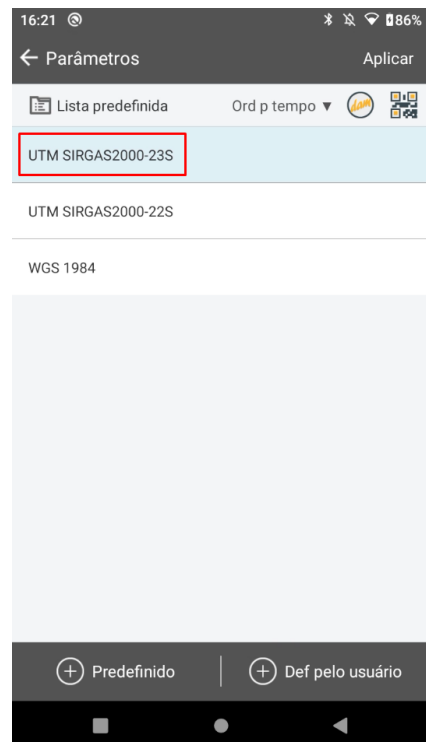 16:21 86%
Parâmetros Aplicar
Lista predefinida Ord p tempo ▼ dam
UTM SIRGAS2000-23S
UTM SIRGAS2000-22S
WGS 1984
Predefinido Def pelo usuário